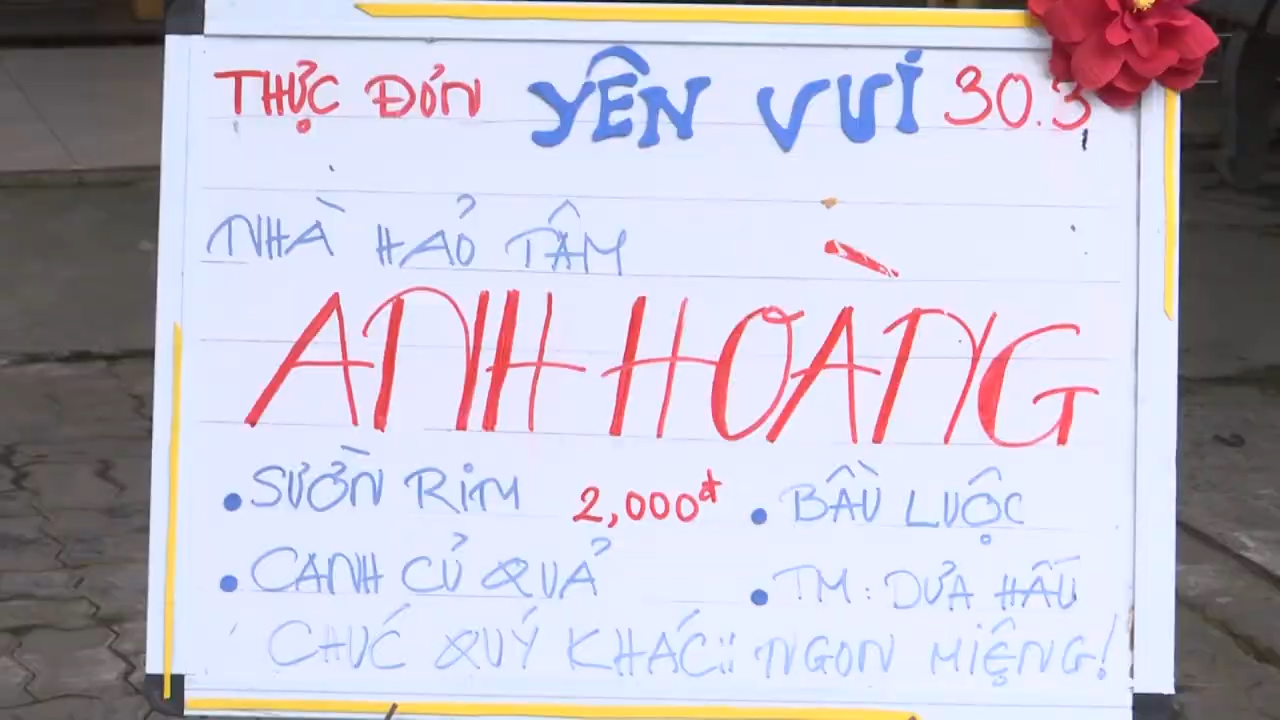 THỰC ĐƠN YÊN VUI 30.3
NHÀ HẢO TÂM
ANH HOÀNG
• SƯỜN RIM 2,000đ • BẦU LUỘC
• CANH CỦ QUẢ • TM: DƯA HẤU
CHÚC QUÝ KHÁCH NGON MIỆNG!